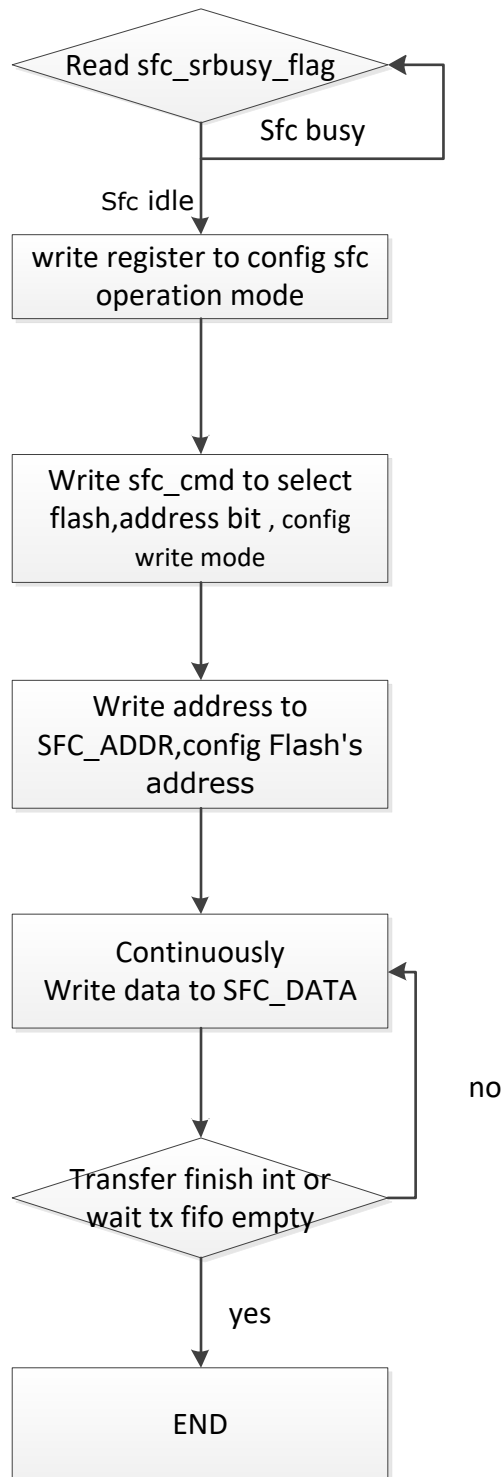 Read sfc_srbusy_flag
Sfc busy
Sfc idle
write register to config sfc
operation mode
Write sfc_cmd to select
flash,address bit , config
write mode
Write address to
SFC_ADDR,config Flash's
address
Continuously
Write data to SFC_DATA
no
Transfer finish int or
wait tx fifo empty
yes
END